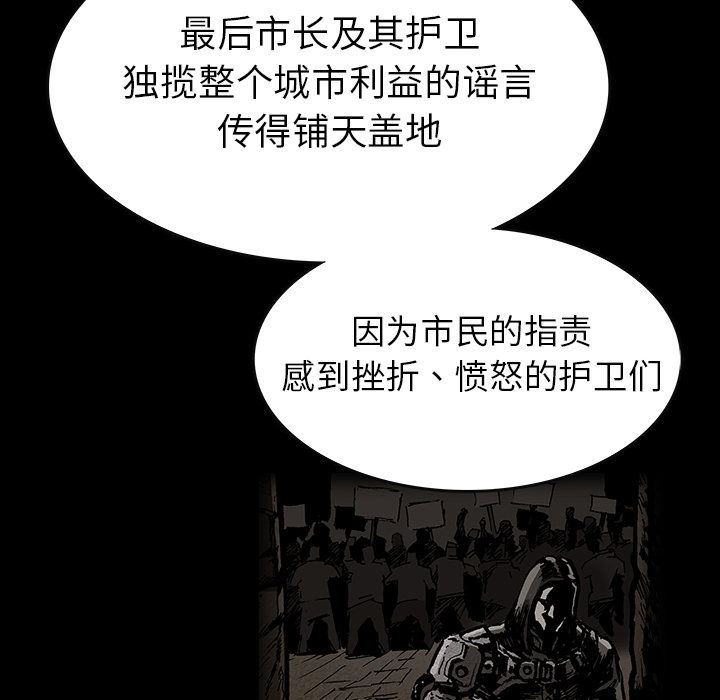 最后市长及其护卫
独揽整个城市利益的谣言
传得铺天盖地
因为市民的指责
感到挫折、愤怒的护卫们